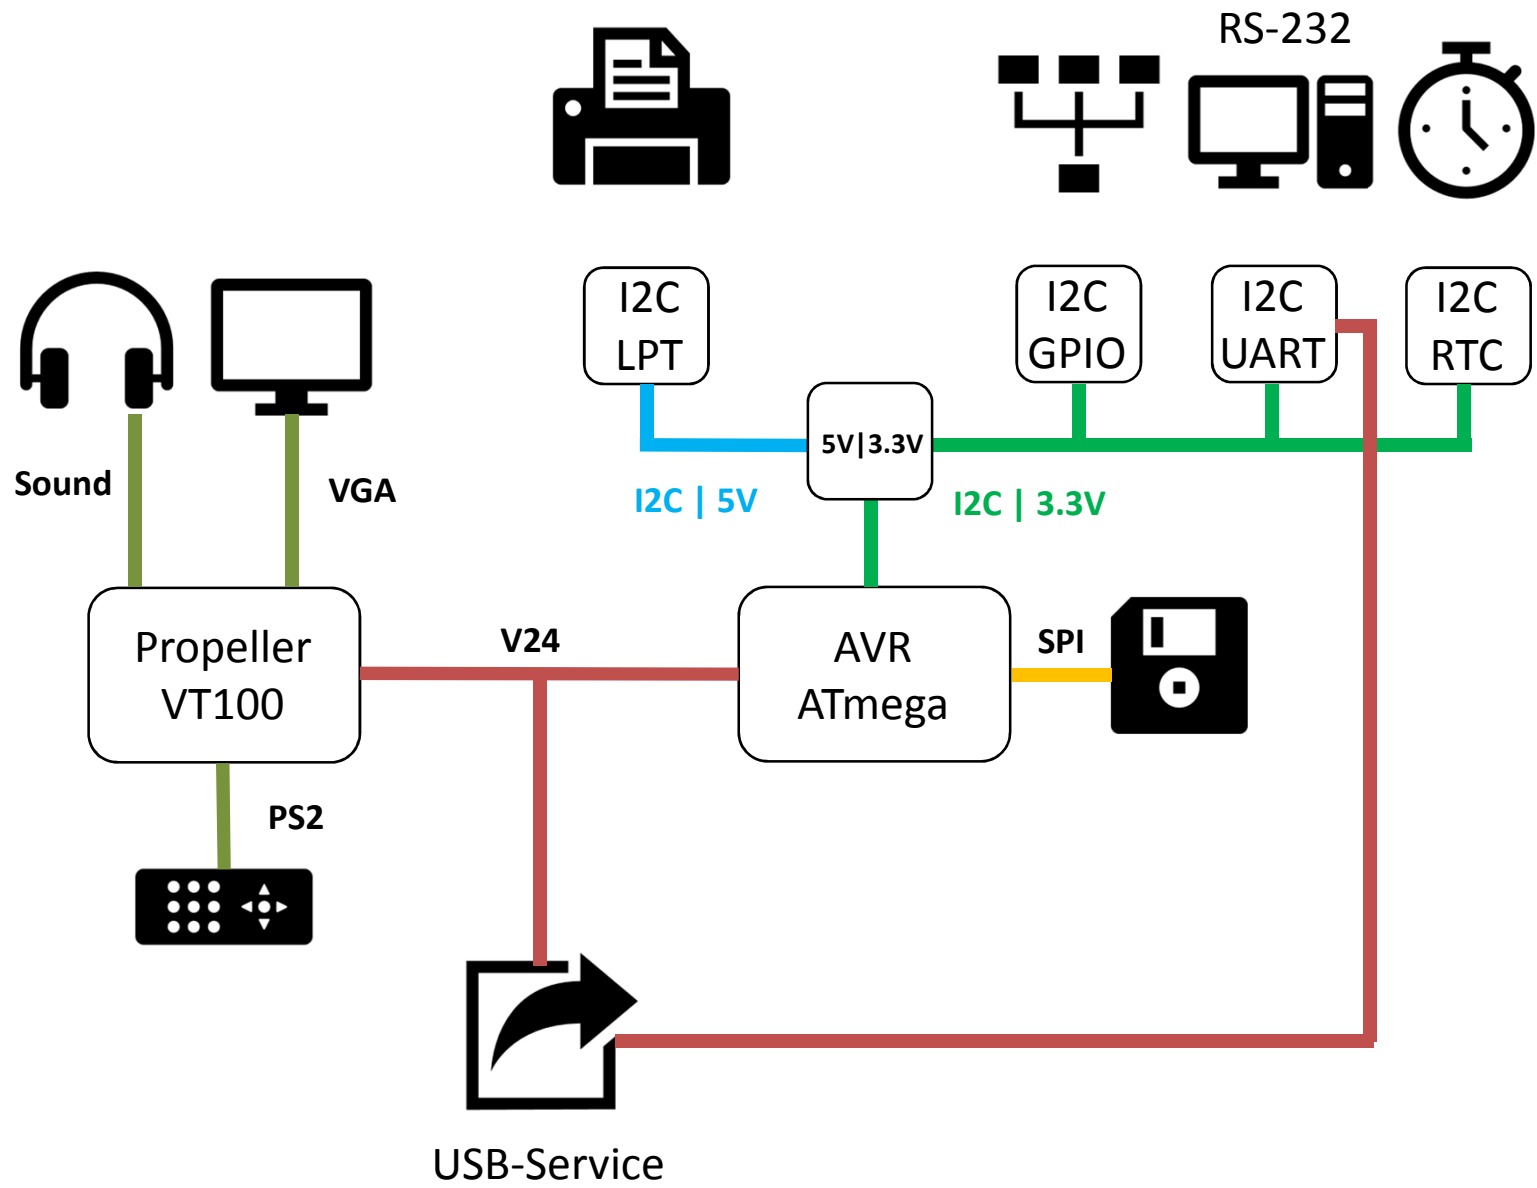 RS-232
I2C
LPT
I2C
GPIO
I2C
UART
I2C
RTC
5V|3.3V
Sound
VGA
I2C | 5V
I2C | 3.3V
Propeller
VT100
V24
AVR
ATmega
SPI
PS2
USB-Service